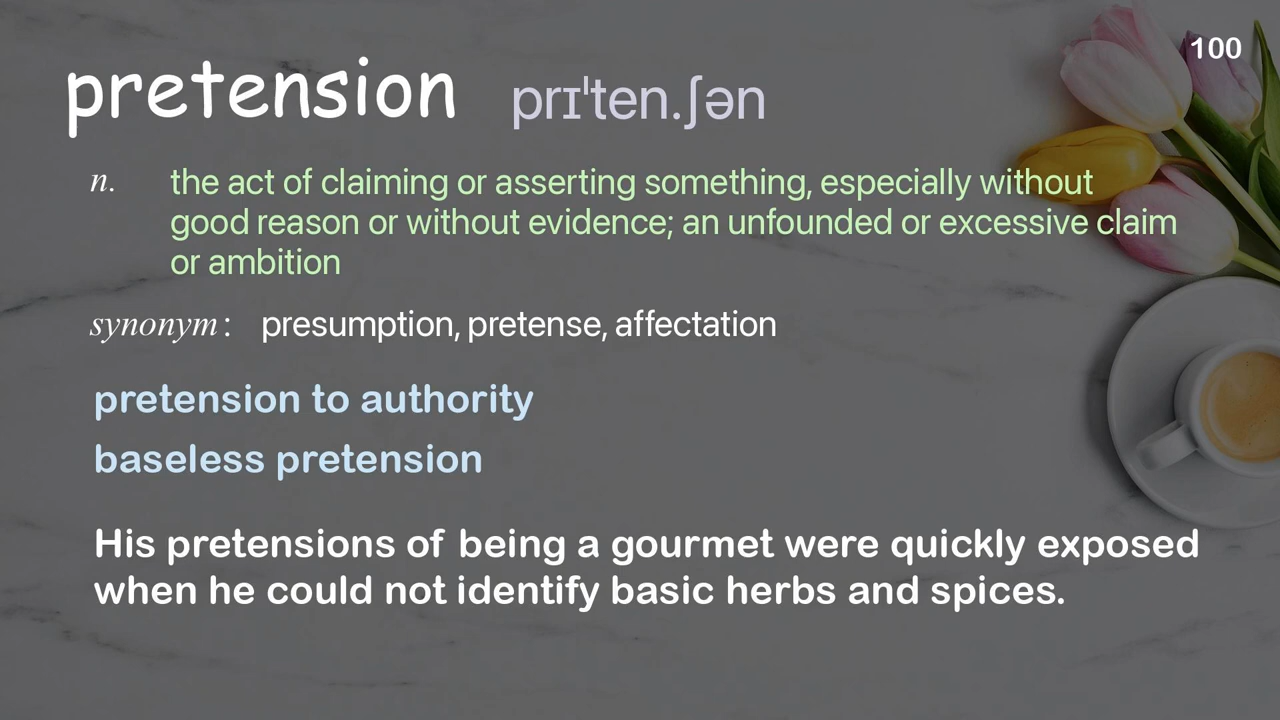 100
pretension prɪˈten.ʃən
n. the act of claiming or asserting something, especially without
good reason or without evidence; an unfounded or excessive claim
or ambition
synonym: presumption, pretense, affectation
pretension to authority
baseless pretension
His pretensions of being a gourmet were quickly exposed
when he could not identify basic herbs and spices.